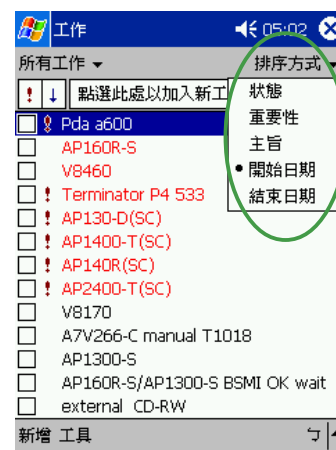 工作 05:02
所有工作 排序方式
! ↓ 點選此處以加入新工
狀態
重要性
主旨
• 開始日期
結束日期
Pda a600
AP160R-S
V8460
! Terminator P4 533
! AP130-D(SC)
! AP1400-T(SC)
! AP140R(SC)
! AP2400-T(SC)
V8170
A7V266-C manual T1018
AP1300-S
AP160R-S/AP1300-S BSMI OK wait
external CD-RW
新增 工具 ㄅ